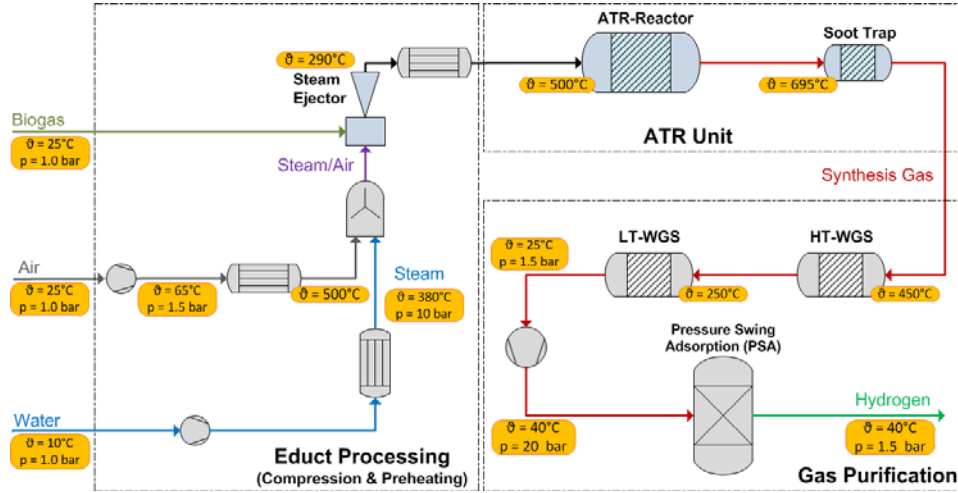 ATR-Reactor
Soot Trap
ϑ = 290°C
Steam
Ejector
ϑ = 500°C
ϑ = 695°C
Biogas
ϑ = 25°C
p = 1.0 bar
ATR Unit
Steam/Air
Synthesis Gas
LT-WGS
HT-WGS
ϑ = 25°C
p = 1.5 bar
Air
ϑ = 25°C
p = 1.0 bar
ϑ = 65°C
p = 1.5 bar
ϑ = 500°C
Steam
ϑ = 380°C
p = 10 bar
ϑ = 250°C
ϑ = 450°C
Pressure Swing
Adsorption (PSA)
Water
ϑ = 10°C
p = 1.0 bar
Hydrogen
ϑ = 40°C
p = 20 bar
ϑ = 40°C
p = 1.5 bar
Educt Processing
(Compression & Preheating)
Gas Purification